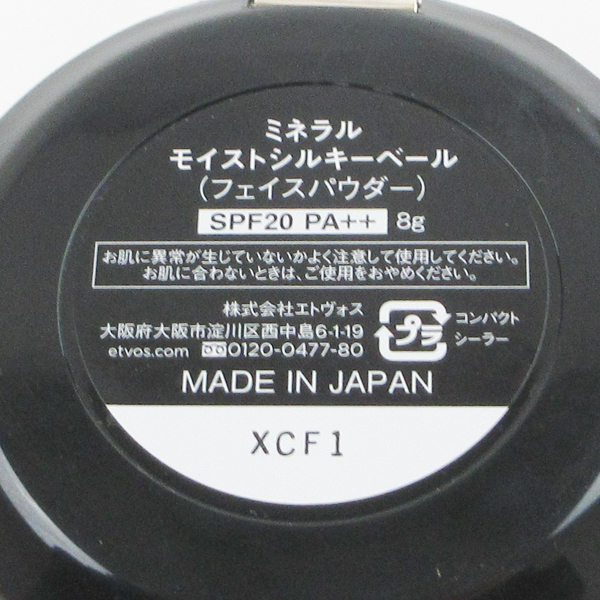 ミネラル
モイストシルキーベール
(フェイスパウダー)
SPF20 PA++ 8g
お肌に異常が生じていないかよく注意して使用してください。
お肌に合わないときは、ご使用をおやめください。
株式会社エトヴォス
大阪府大阪市淀川区西中島6-1-19
etvos.com 0120-0477-80
プラ
コンパクト
シーラー
MADE IN JAPAN
XCF1